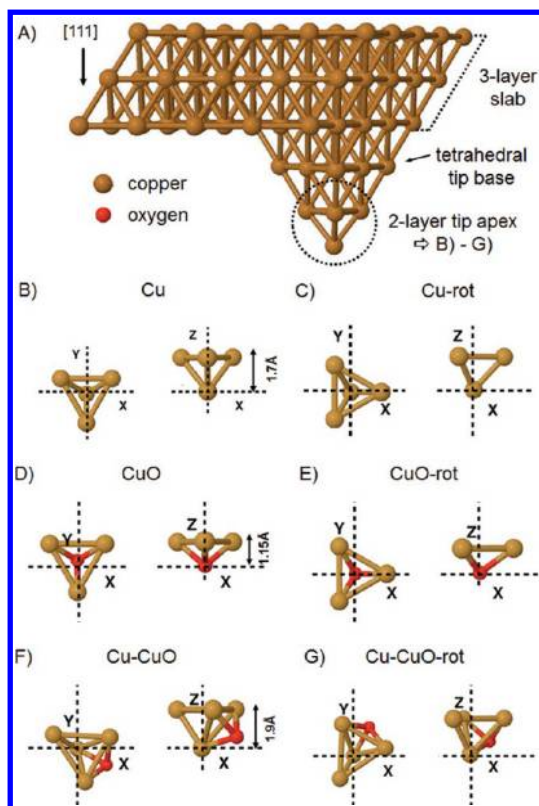 A)
[111]
3-layer
slab
tetrahedral
tip base
copper
oxygen
2-layer tip apex
⇨ B) - G)
B) Cu
Y
X
Z
X
1.7Å
C) Cu-rot
Y
X
Z
X
D) CuO
Y
X
Z
X
1.15Å
E) CuO-rot
Y
X
Z
X
F) Cu-CuO
Y
X
Z
X
1.9Å
G) Cu-CuO-rot
Y
X
Z
X